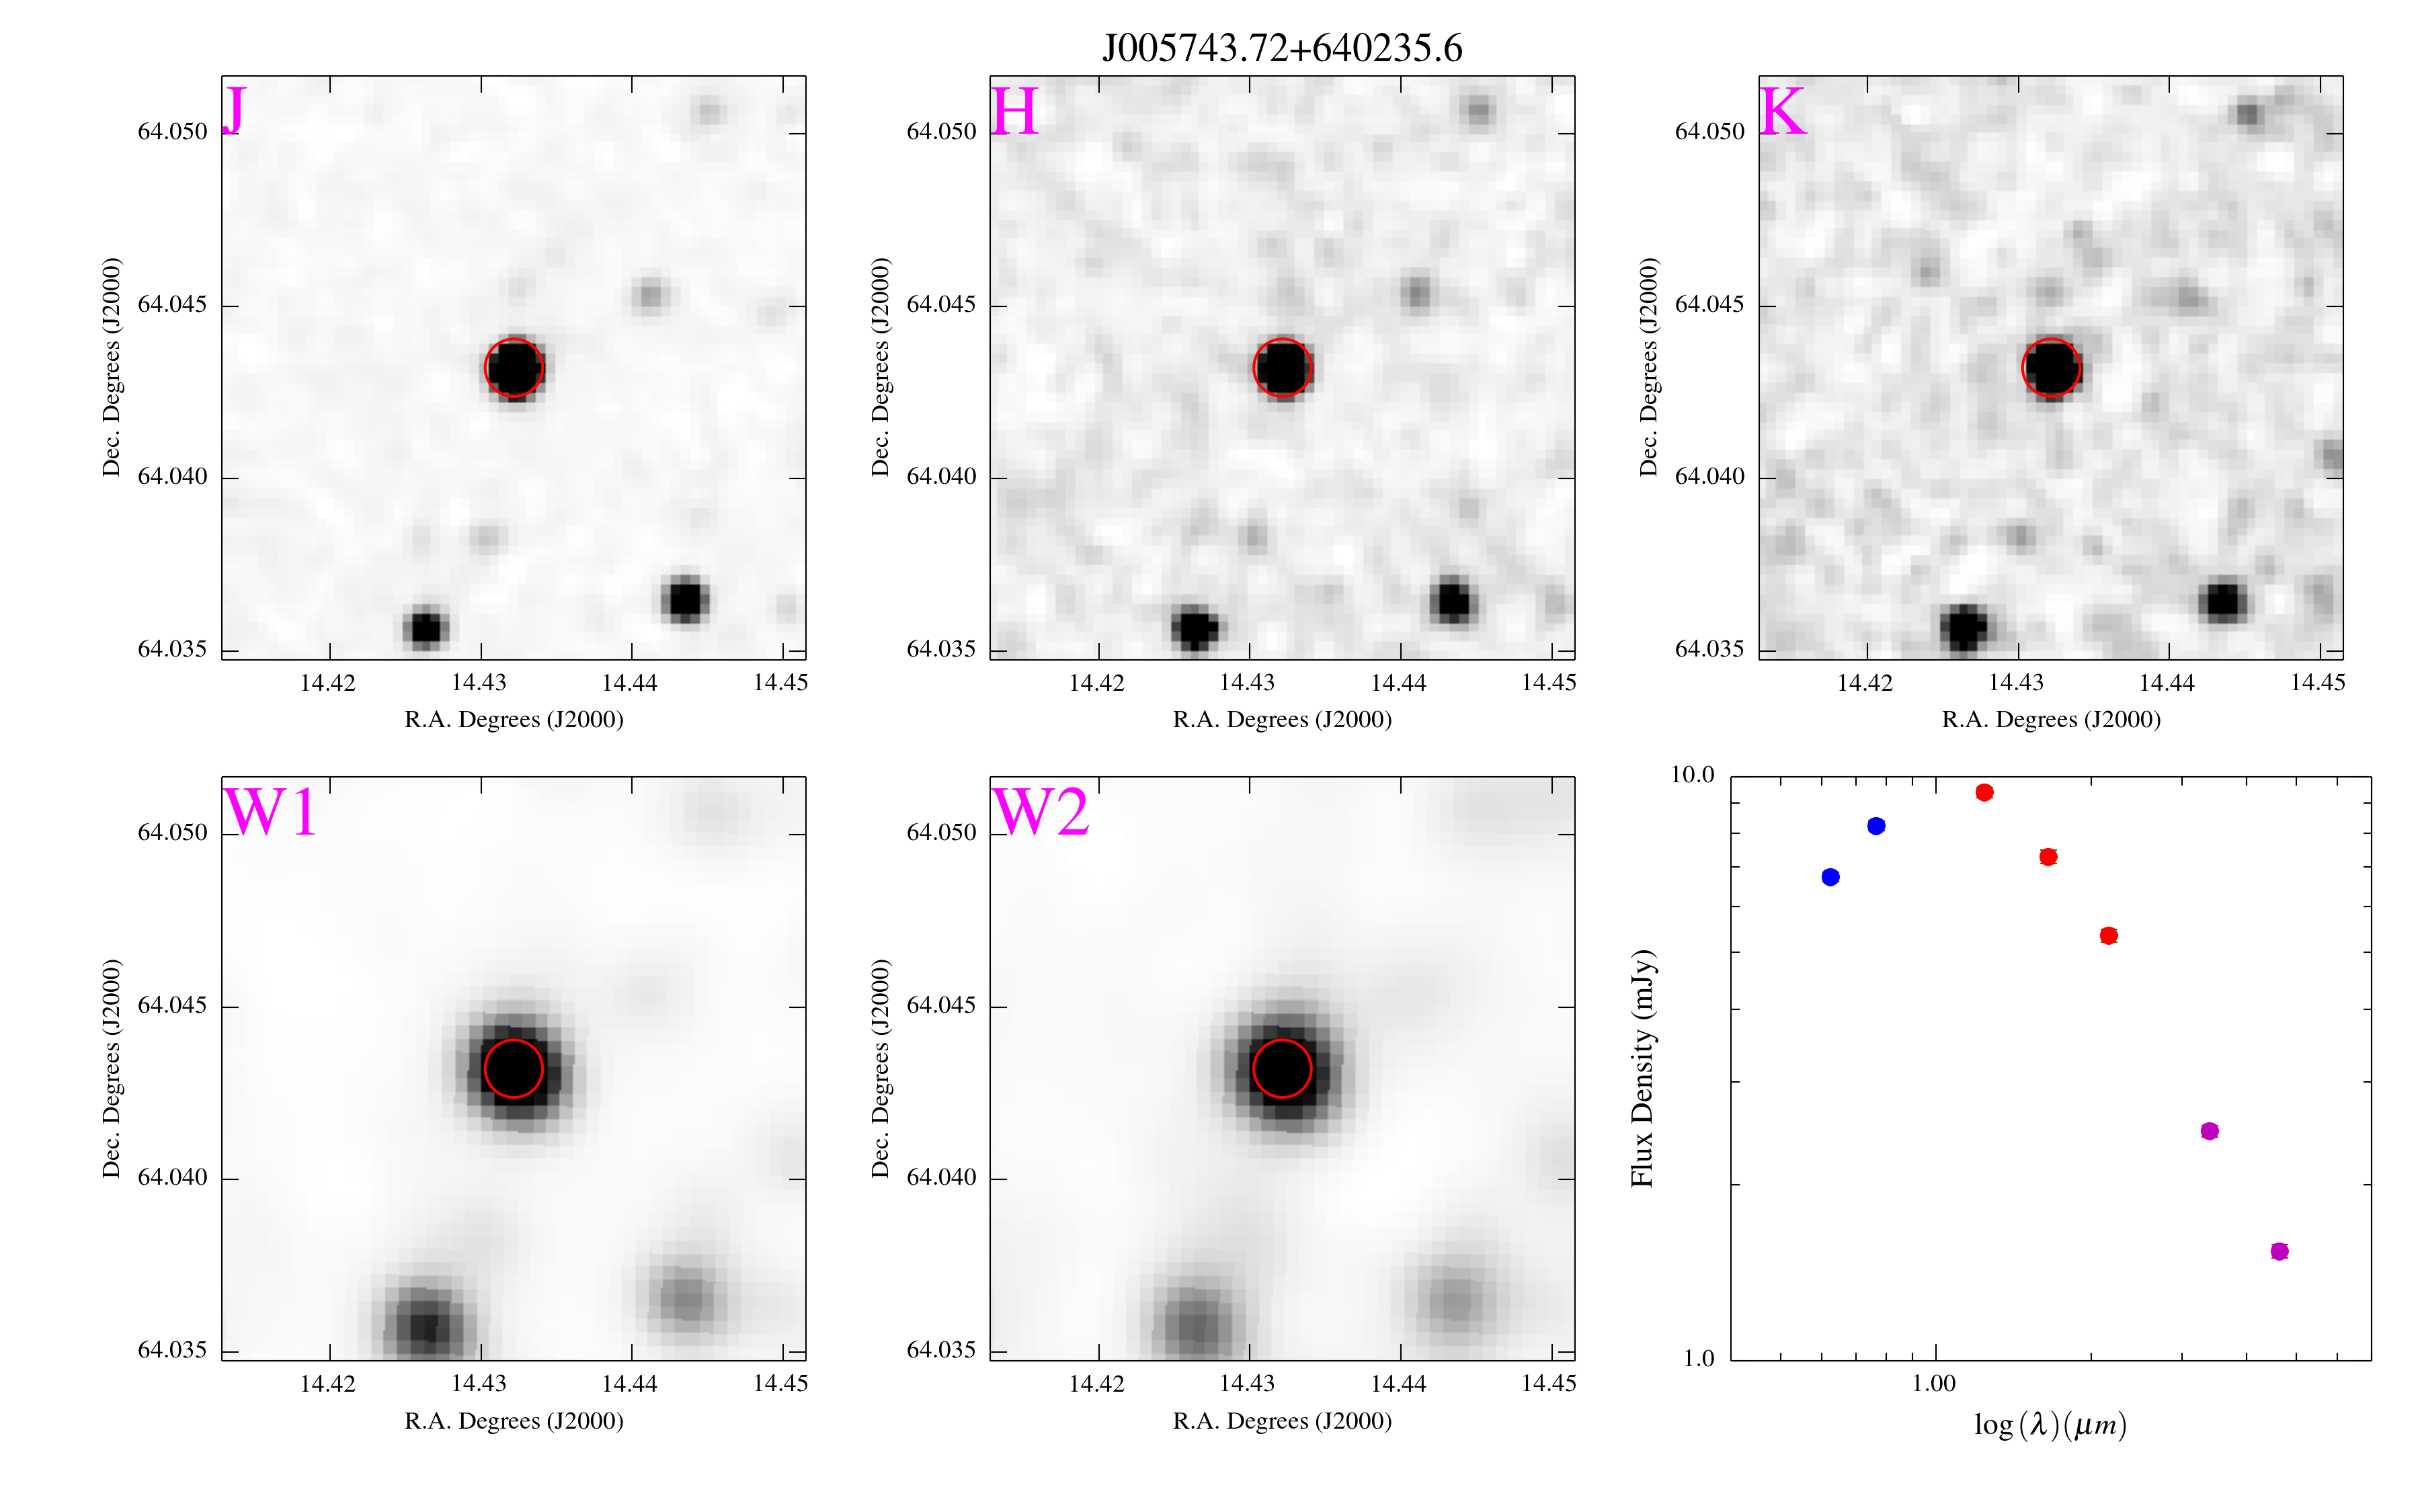 J005743.72+640235.6
J
64.050
64.045
64.040
64.035
Dec. Degrees (J2000)
14.42 14.43 14.44 14.45
R.A. Degrees (J2000)
H
64.050
64.045
64.040
64.035
Dec. Degrees (J2000)
14.42 14.43 14.44 14.45
R.A. Degrees (J2000)
K
64.050
64.045
64.040
64.035
Dec. Degrees (J2000)
14.42 14.43 14.44 14.45
R.A. Degrees (J2000)
W1
64.050
64.045
64.040
64.035
Dec. Degrees (J2000)
14.42 14.43 14.44 14.45
R.A. Degrees (J2000)
W2
64.050
64.045
64.040
64.035
Dec. Degrees (J2000)
14.42 14.43 14.44 14.45
R.A. Degrees (J2000)
10.0
1.0
Flux Density (mJy)
1.00
log(λ)(μm)